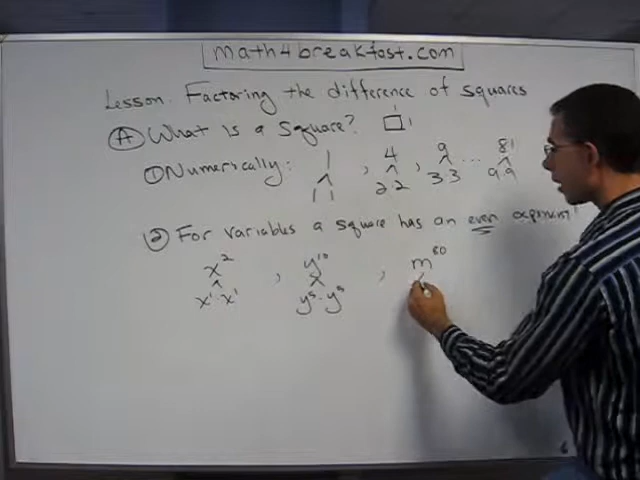 math4breakfast.com
Lesson: Factoring the difference of squares
A What is a square? 1 1
1 Numerically: 1 , 4 , 9 ... 81
1 1 2 2 3 3 9 9
2 For variables a square has an even exponent!
x² , y¹⁰ , m⁸⁰
x¹ · x¹ y⁵ · y⁵